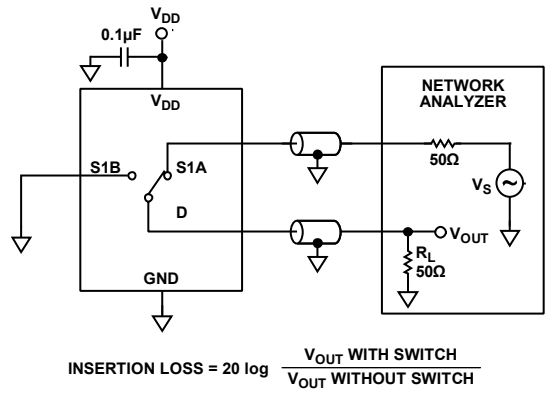 V_DD
0.1µF
V_DD
NETWORK
ANALYZER
S1B
S1A
50Ω
V_S
D
V_OUT
R_L
50Ω
GND
INSERTION LOSS = 20 log V_OUT WITH SWITCH
V_OUT WITHOUT SWITCH